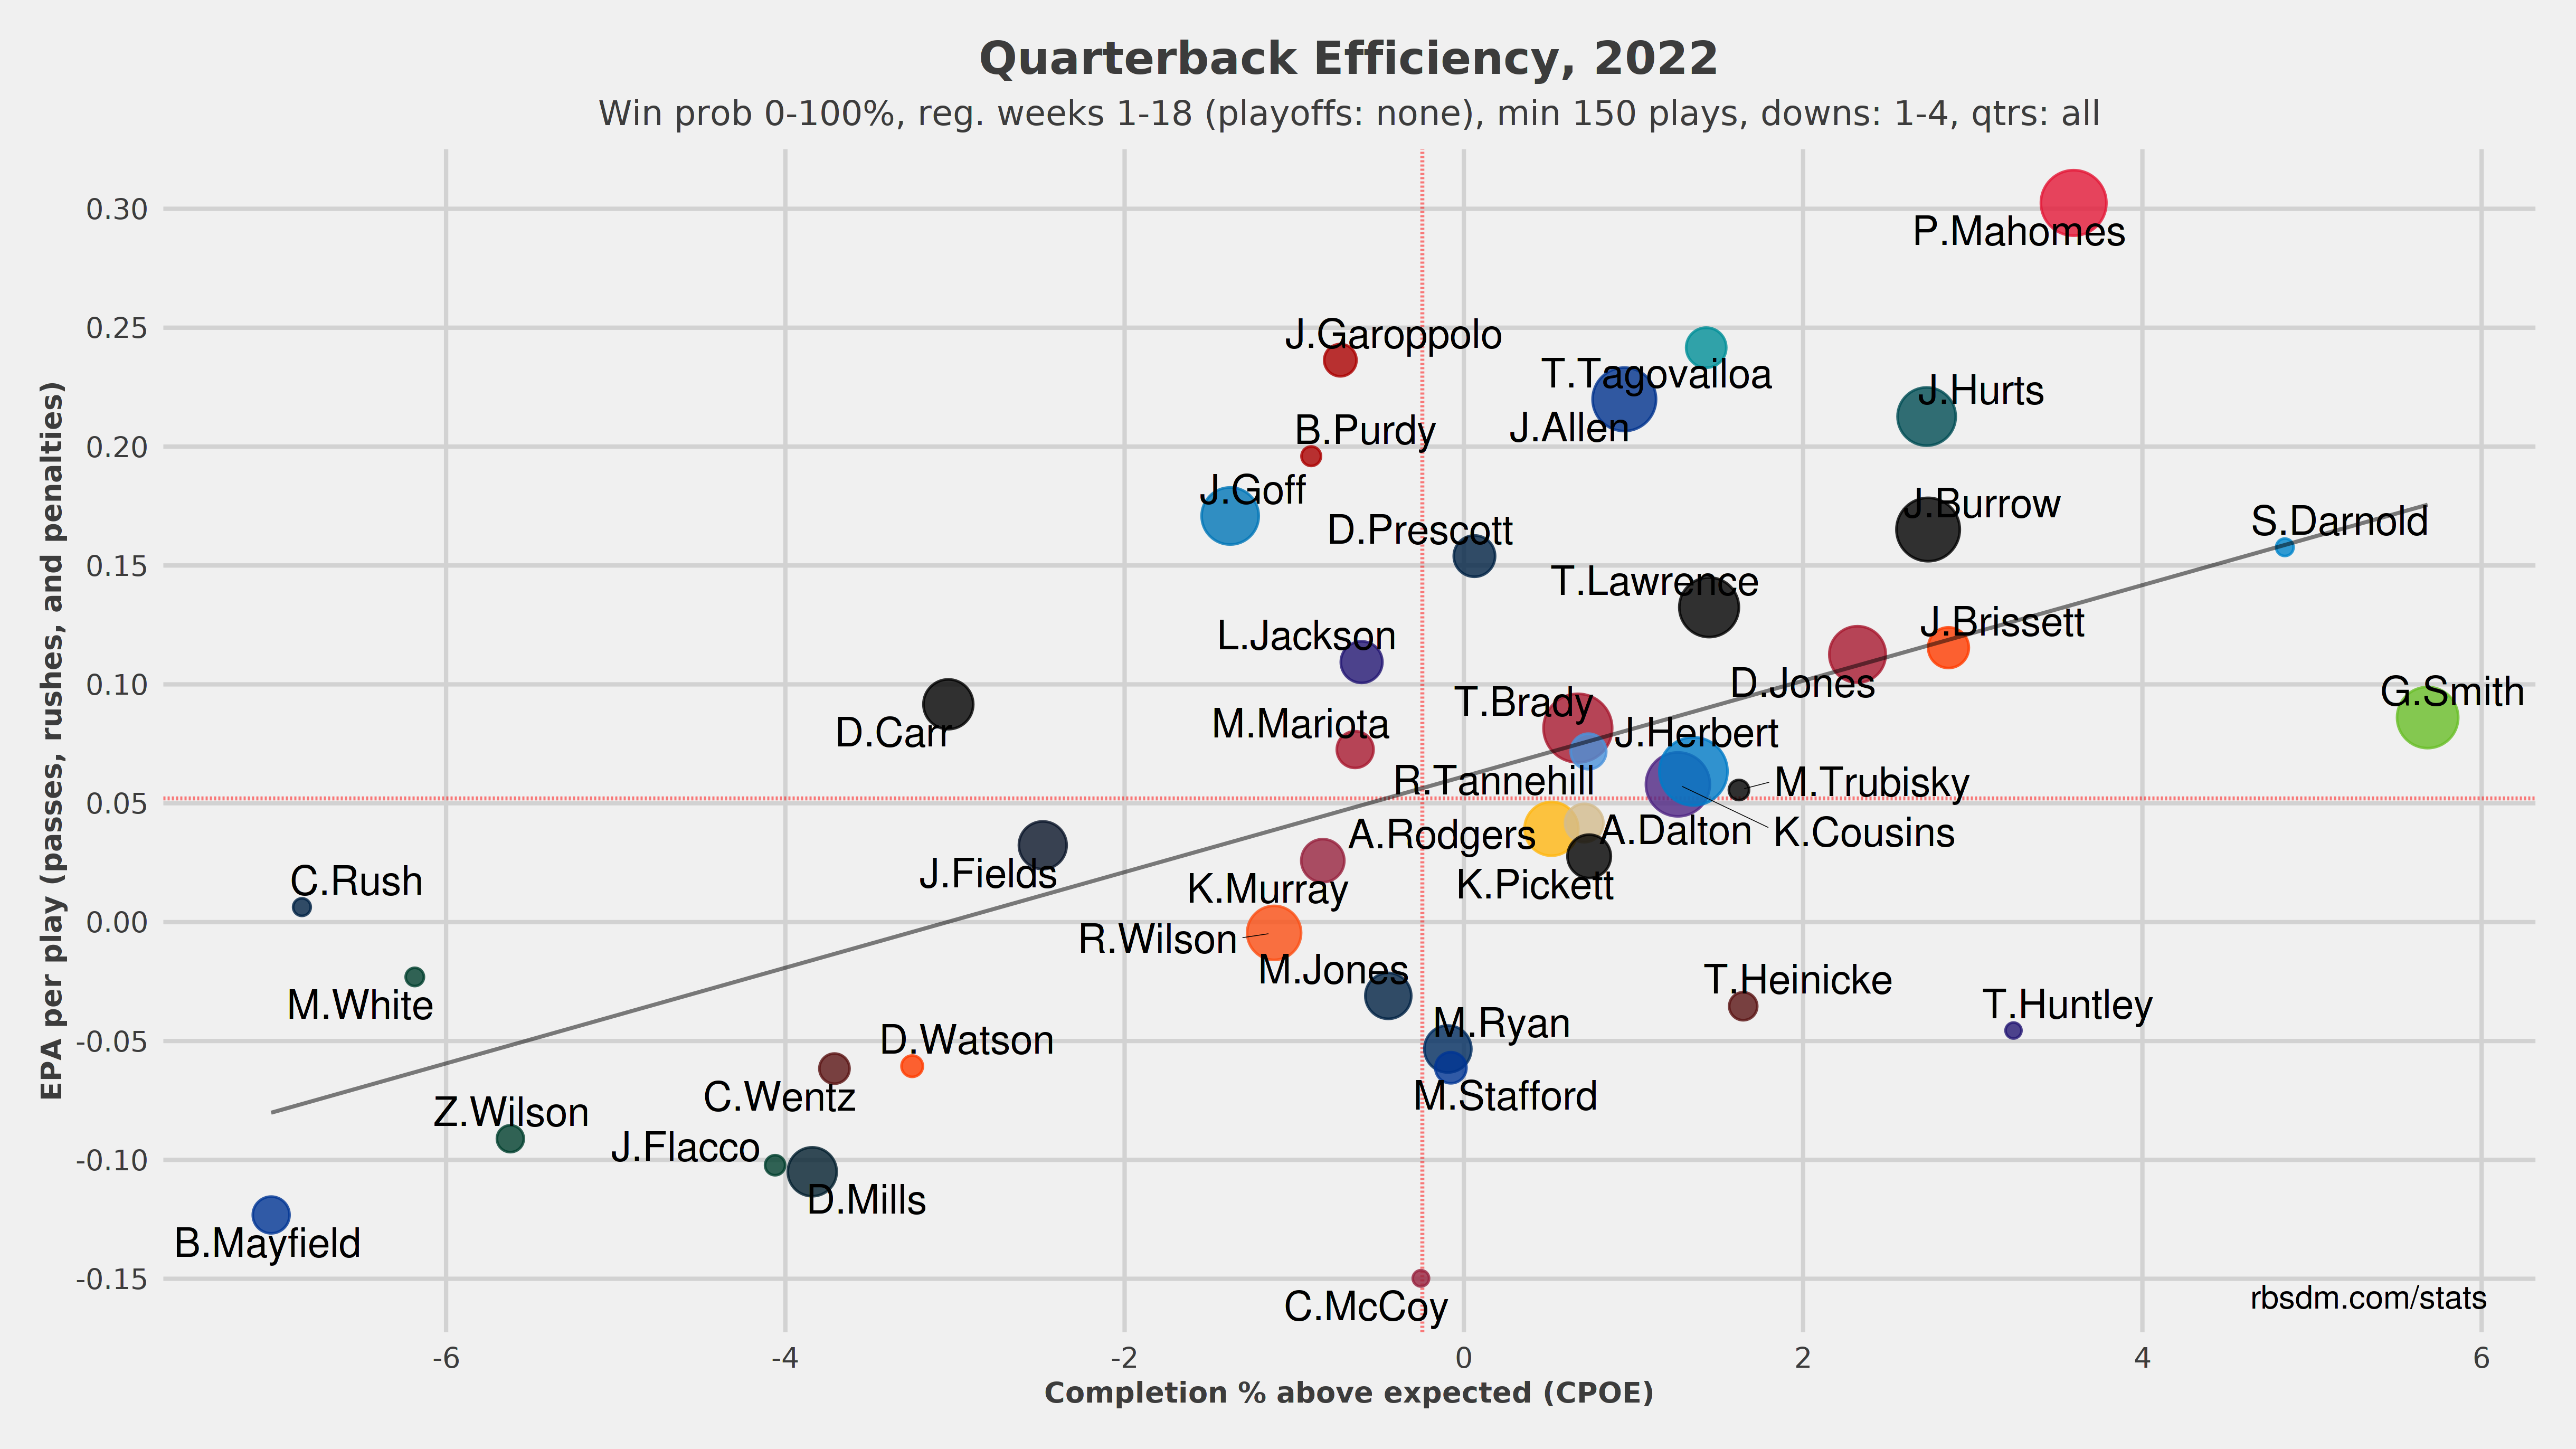 Quarterback Efficiency, 2022
Win prob 0-100%, reg. weeks 1-18 (playoffs: none), min 150 plays, downs: 1-4, qtrs: all
EPA per play (passes, rushes, and penalties)
0.30
0.25
0.20
0.15
0.10
0.05
0.00
-0.05
-0.10
-0.15
P.Mahomes
J.Garoppolo
T.Tagovailoa
J.Hurts
B.Purdy
J.Allen
J.Goff
J.Burrow
S.Darnold
D.Prescott
T.Lawrence
J.Brissett
L.Jackson
D.Jones
G.Smith
T.Brady
M.Mariota
D.Carr
J.Herbert
R.Tannehill
M.Trubisky
A.Rodgers
A.Dalton
K.Cousins
J.Fields
C.Rush
K.Murray
K.Pickett
R.Wilson
M.Jones
T.Heinicke
M.White
T.Huntley
M.Ryan
D.Watson
C.Wentz
M.Stafford
Z.Wilson
J.Flacco
D.Mills
B.Mayfield
C.McCoy
rbsdm.com/stats
-6
-4
-2
0
2
4
6
Completion % above expected (CPOE)